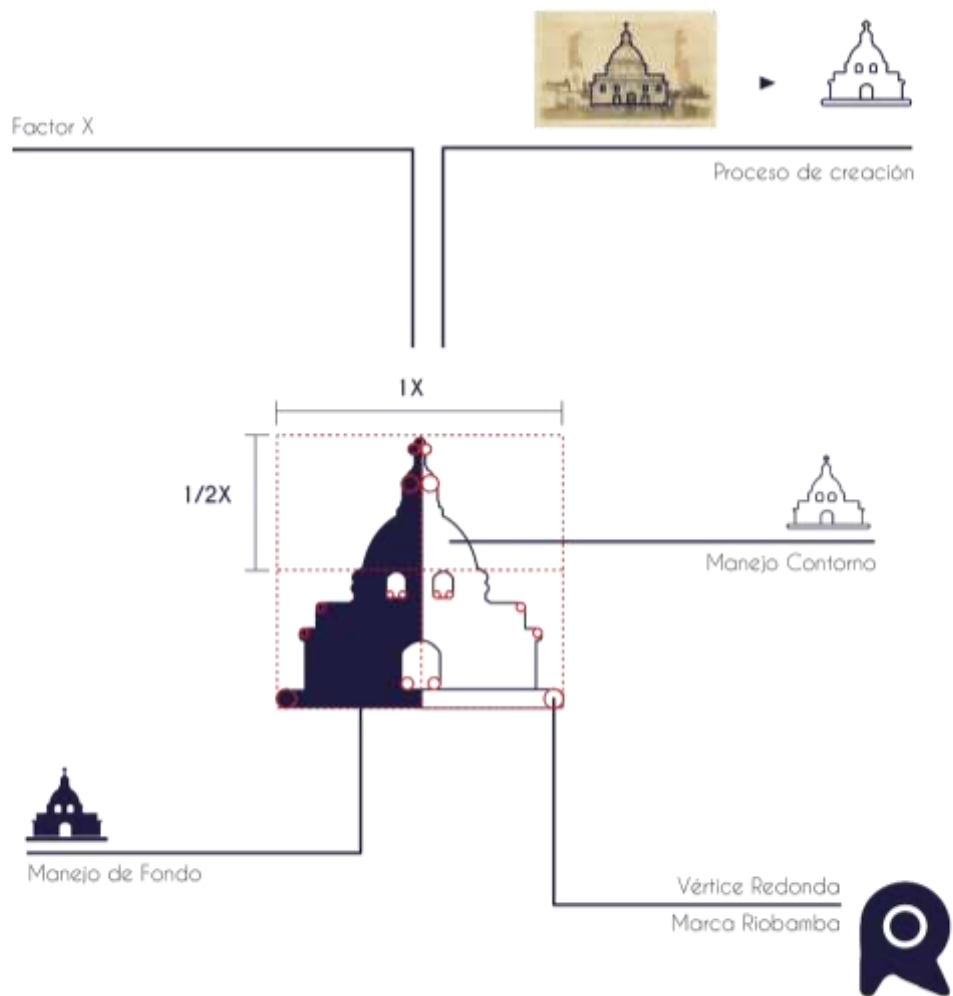 Factor X
Proceso de creación
1X
1/2X
Manejo Contorno
Manejo de Fondo
Vértice Redonda
Marca Riobamba